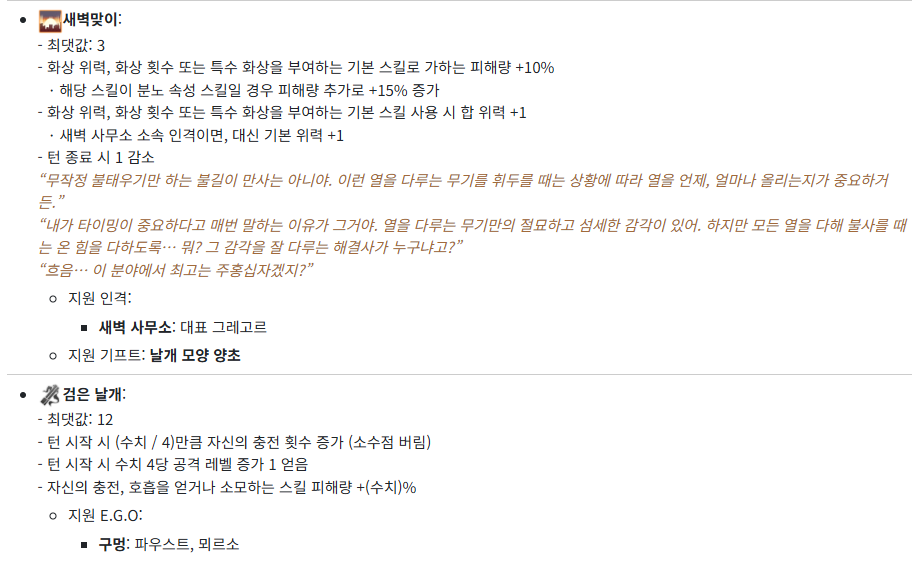 새벽맞이:
- 최댓값: 3
- 화상 위력, 화상 횟수 또는 특수 화상을 부여하는 기본 스킬로 가하는 피해량 +10%
· 해당 스킬이 분노 속성 스킬일 경우 피해량 추가로 +15% 증가
- 화상 위력, 화상 횟수 또는 특수 화상을 부여하는 기본 스킬 사용 시 합 위력 +1
· 새벽 사무소 소속 인격이면, 대신 기본 위력 +1
- 턴 종료 시 1 감소
“무작정 불태우기만 하는 불길이 만사는 아니야. 이런 열을 다루는 무기를 휘두를 때는 상황에 따라 열을 언제, 얼마나 올리는지가 중요하거
든.”
“내가 타이밍이 중요하다고 매번 말하는 이유가 그거야. 열을 다루는 무기만의 절묘하고 섬세한 감각이 있어. 하지만 모든 열을 다해 불사를 때
는 온 힘을 다하도록… 뭐? 그 감각을 잘 다루는 해결사가 누구냐고?”
“흐음… 이 분야에서 최고는 주홍십자겠지?”
지원 인격:
새벽 사무소: 대표 그레고르
지원 기프트: 날개 모양 양초
검은 날개:
- 최댓값: 12
- 턴 시작 시 (수치 / 4)만큼 자신의 충전 횟수 증가 (소수점 버림)
- 턴 시작 시 수치 4당 공격 레벨 증가 1 얻음
- 자신의 충전, 호흡을 얻거나 소모하는 스킬 피해량 +(수치)%
지원 E.G.O:
구멍: 파우스트, 뫼르소